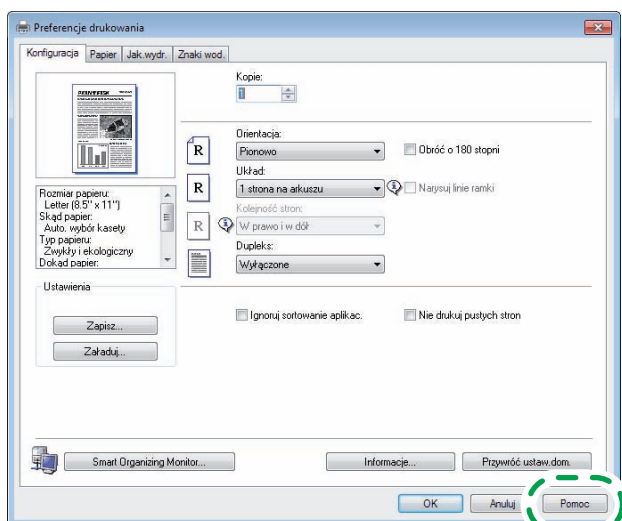 Preferencje drukowania
Konfiguracja Papier Jak.wydr. Znaki wod.
Kopie:
1
Orientacja:
R Pionowo Obróć o 180 stopni
Układ:
R 1 strona na arkuszu Narysuj linie ramki
Kolejność stron:
R W prawo i w dół
Dupleks:
Wyłączone
Rozmiar papieru:
Letter (8.5" x 11")
Skąd papier:
Auto. wybór kasety
Typ papieru:
Zwykły i ekologiczny
Dokąd papier:
Ustawienia
Zapisz...
Załaduj...
Ignoruj sortowanie aplikac. Nie drukuj pustych stron
Smart Organizing Monitor... Informacje... Przywróć ustaw.dom.
OK Anuluj Pomoc